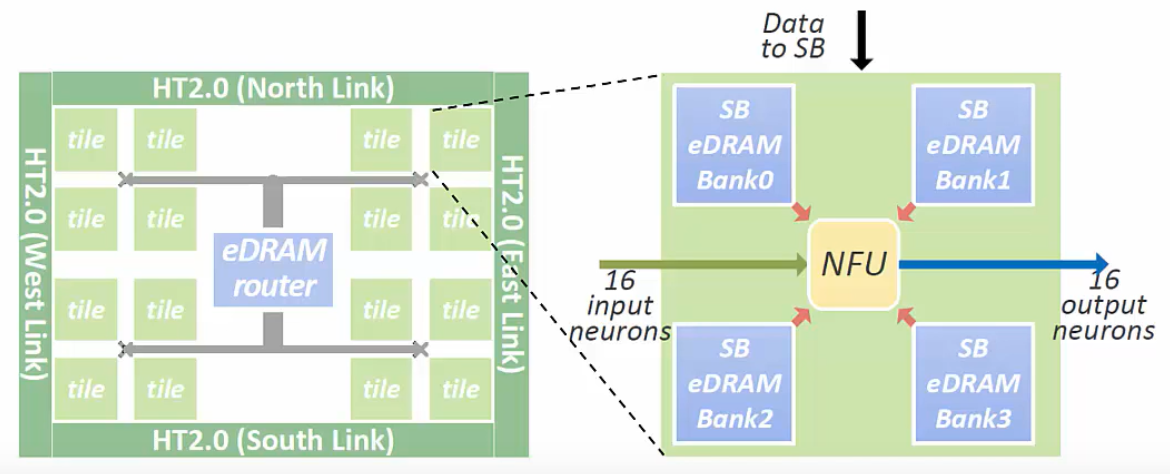 HT2.0 (North Link)
HT2.0 (West Link)
tile tile tile tile
tile tile tile tile
eDRAM
router
tile tile tile tile
tile tile tile tile
HT2.0 (East Link)
HT2.0 (South Link)
Data
to SB
SB
eDRAM
Bank0
SB
eDRAM
Bank1
16
input
neurons
NFU
16
output
neurons
SB
eDRAM
Bank2
SB
eDRAM
Bank3